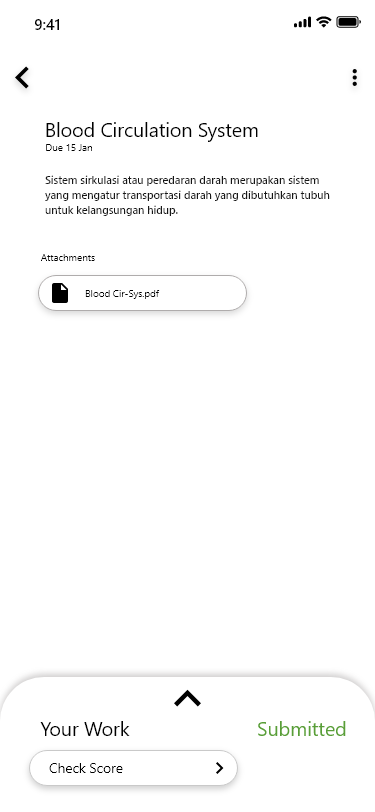 9:41
Blood Circulation System
Due 15 Jan
Sistem sirkulasi atau peredaran darah merupakan sistem
yang mengatur transportasi darah yang dibutuhkan tubuh
untuk kelangsungan hidup.
Attachments
Blood Cir-Sys.pdf
Your Work
Submitted
Check Score